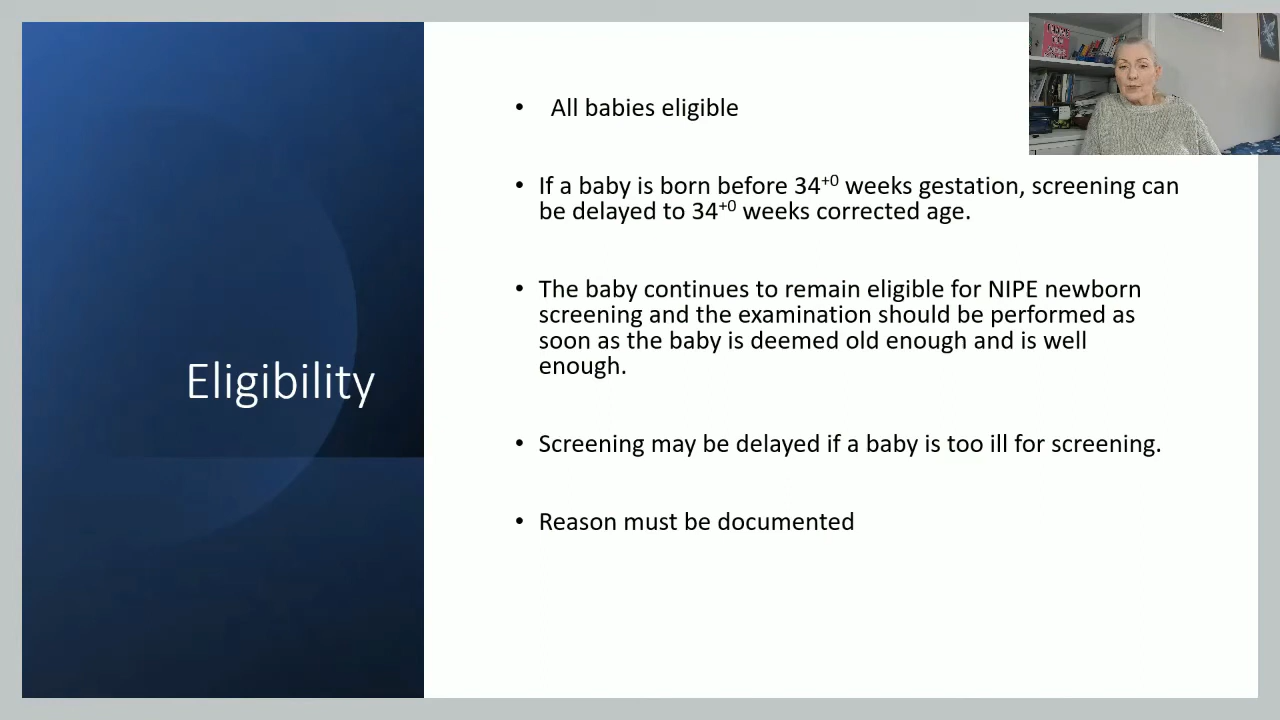 Eligibility
• All babies eligible
• If a baby is born before 34⁺⁰ weeks gestation, screening can
be delayed to 34⁺⁰ weeks corrected age.
• The baby continues to remain eligible for NIPE newborn
screening and the examination should be performed as
soon as the baby is deemed old enough and is well
enough.
• Screening may be delayed if a baby is too ill for screening.
• Reason must be documented